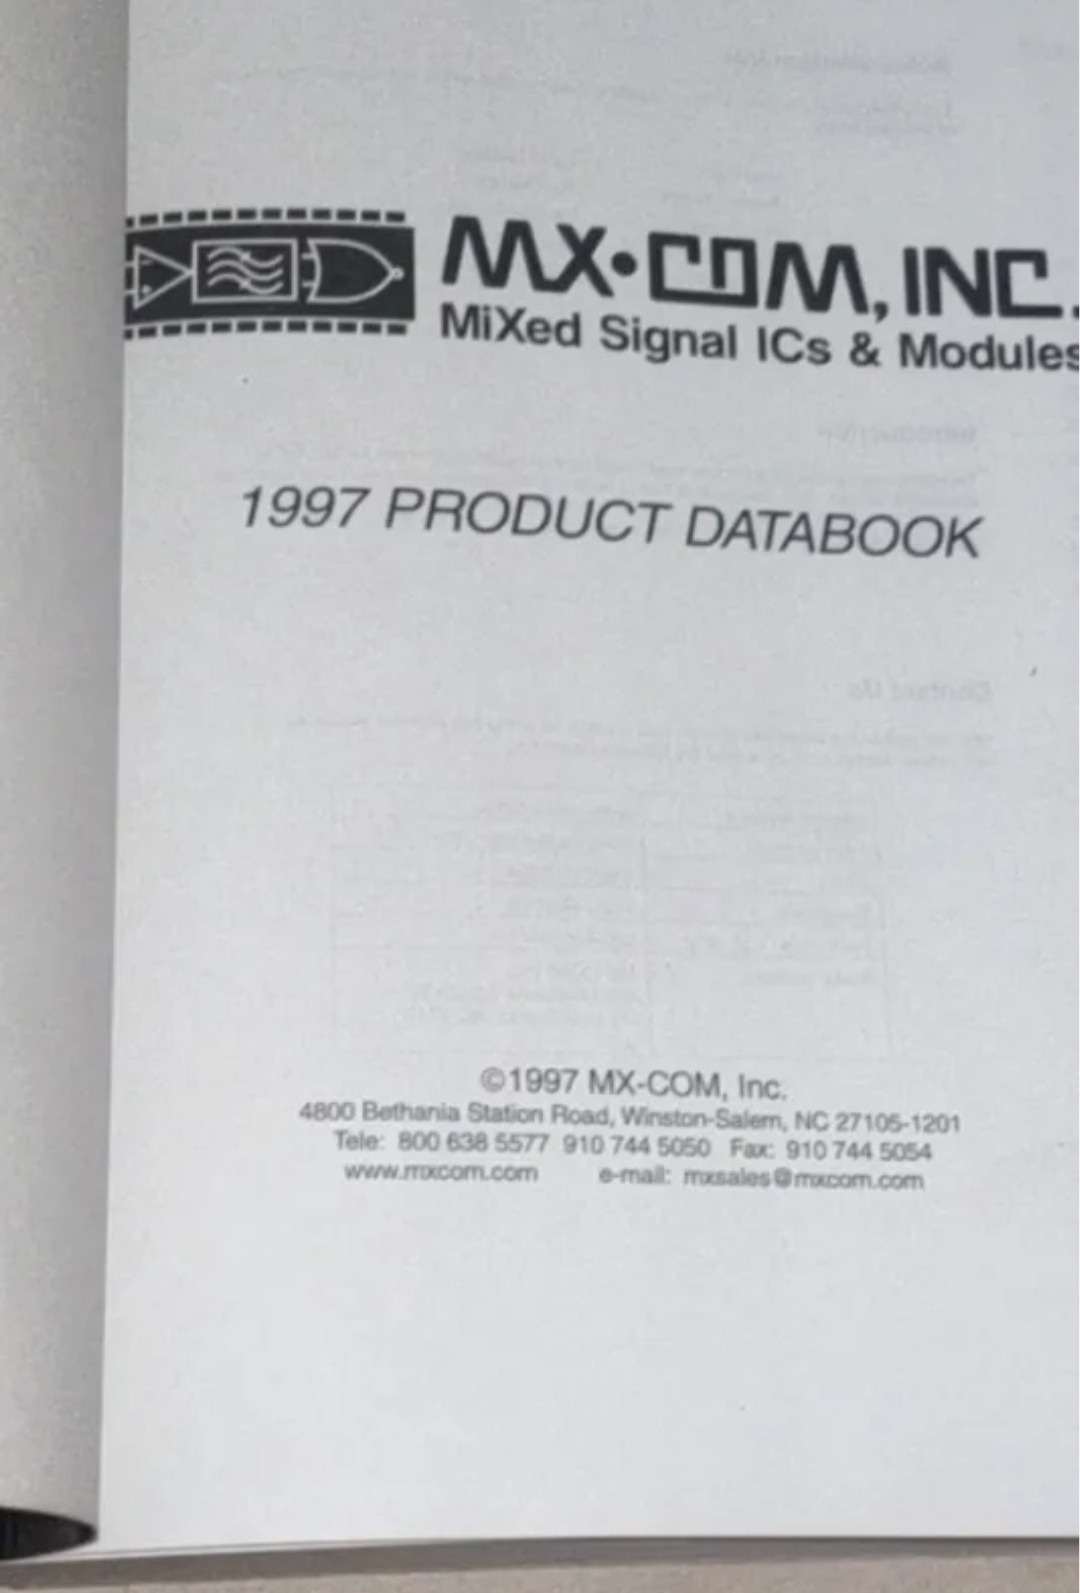 MX·COM, INC.
MiXed Signal ICs & Modules
1997 PRODUCT DATABOOK
Contact Us
©1997 MX-COM, Inc.
4800 Bethania Station Road, Winston-Salem, NC 27105-1201
Tele: 800 638 5577 910 744 5050 Fax: 910 744 5054
www.mxcom.com e-mail: mxsales@mxcom.com